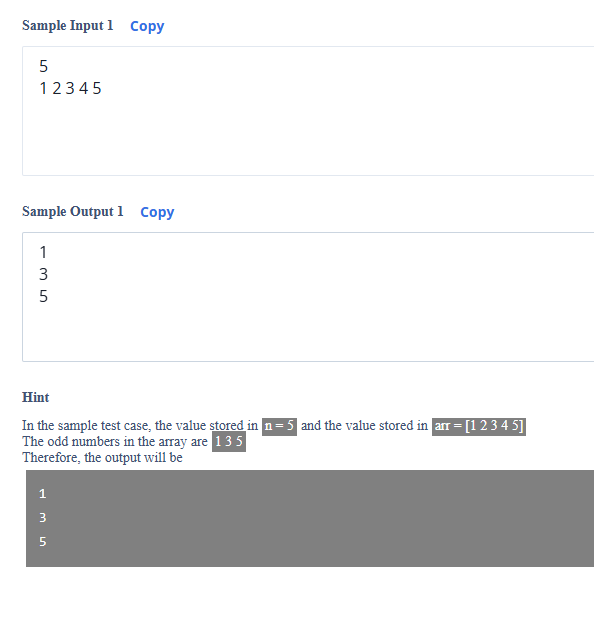 Sample Input 1 Copy
5
1 2 3 4 5
Sample Output 1 Copy
1
3
5
Hint
In the sample test case, the value stored in n = 5 and the value stored in arr = [1 2 3 4 5]
The odd numbers in the array are 1 3 5
Therefore, the output will be
1
3
5